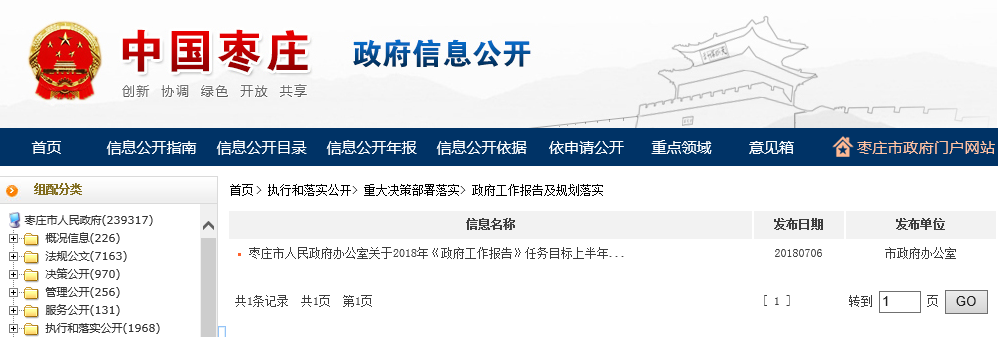 中国枣庄
政府信息公开
创新 协调 绿色 开放 共享
首页 信息公开指南 信息公开目录 信息公开年报 信息公开依据 依申请公开 重点领域 意见箱 枣庄市政府门户网站
组配分类
枣庄市人民政府(239317)
概况信息(226)
法规公文(7163)
决策公开(970)
管理公开(256)
服务公开(131)
执行和落实公开(1968)
首页> 执行和落实公开> 重大决策部署落实> 政府工作报告及规划落实
信息名称 发布日期 发布单位
枣庄市人民政府办公室关于2018年《政府工作报告》任务目标上半年... 20180706 市政府办公室
共1条记录 共1页 第1页 [ 1 ] 转到 1 页 GO